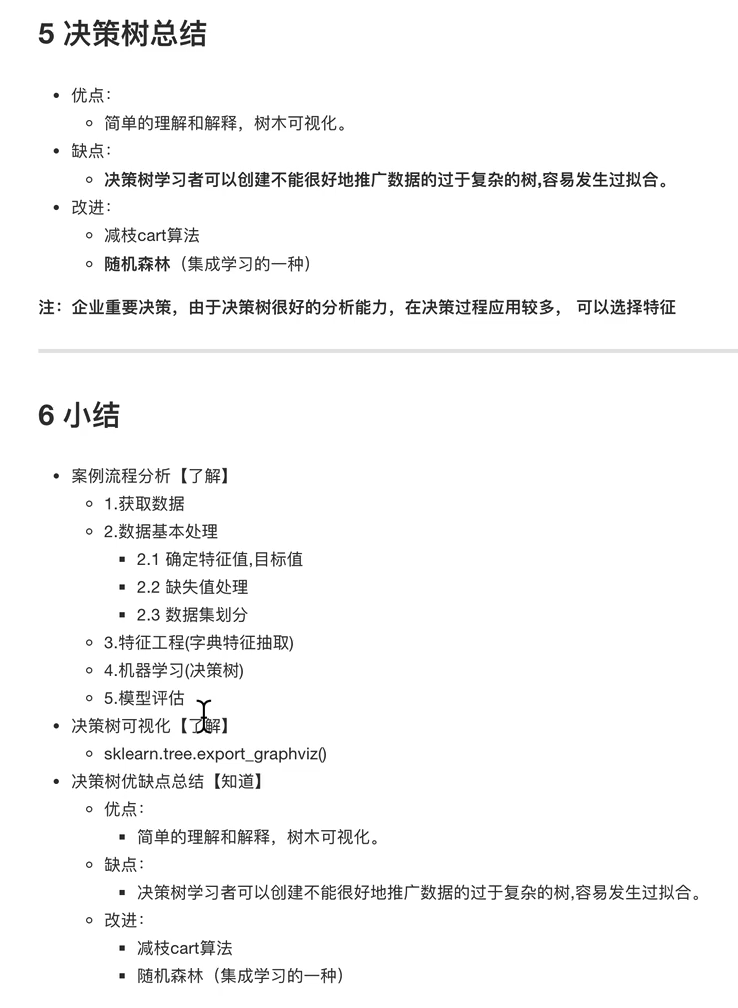 5 决策树总结
优点：
简单的理解和解释，树木可视化。
缺点：
决策树学习者可以创建不能很好地推广数据的过于复杂的树,容易发生过拟合。
改进：
减枝cart算法
随机森林（集成学习的一种）
注：企业重要决策，由于决策树很好的分析能力，在决策过程应用较多， 可以选择特征
6 小结
案例流程分析【了解】
1.获取数据
2.数据基本处理
2.1 确定特征值,目标值
2.2 缺失值处理
2.3 数据集划分
3.特征工程(字典特征抽取)
4.机器学习(决策树)
5.模型评估
决策树可视化【了解】
sklearn.tree.export_graphviz()
决策树优缺点总结【知道】
优点：
简单的理解和解释，树木可视化。
缺点：
决策树学习者可以创建不能很好地推广数据的过于复杂的树,容易发生过拟合。
改进：
减枝cart算法
随机森林（集成学习的一种）